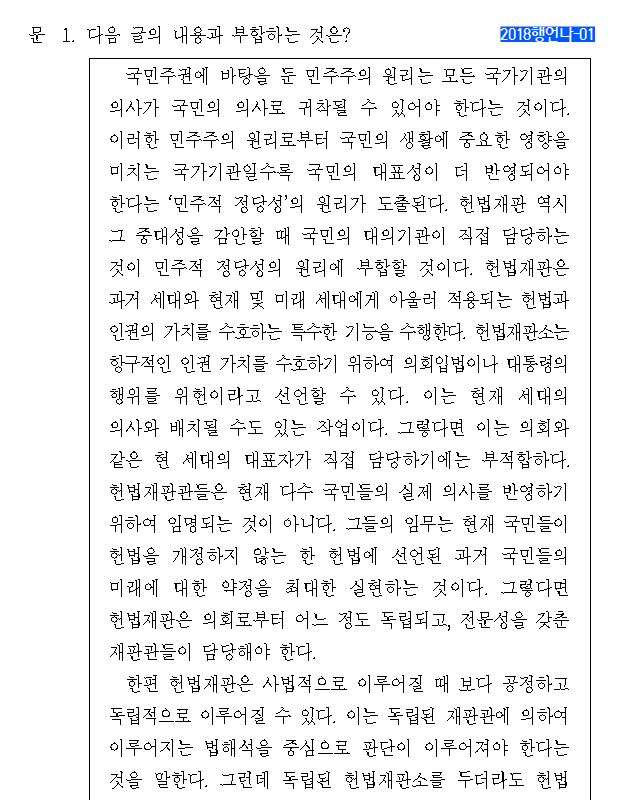 문 1. 다음 글의 내용과 부합하는 것은?
2018행언나-01
국민주권에 바탕을 둔 민주주의 원리는 모든 국가기관의
의사가 국민의 의사로 귀착될 수 있어야 한다는 것이다.
이러한 민주주의 원리로부터 국민의 생활에 중요한 영향을
미치는 국가기관일수록 국민의 대표성이 더 반영되어야
한다는 ‘민주적 정당성’의 원리가 도출된다. 헌법재판 역시
그 중대성을 감안할 때 국민의 대의기관이 직접 담당하는
것이 민주적 정당성의 원리에 부합할 것이다. 헌법재판은
과거 세대와 현재 및 미래 세대에게 아울러 적용되는 헌법과
인권의 가치를 수호하는 특수한 기능을 수행한다. 헌법재판소는
항구적인 인권 가치를 수호하기 위하여 의회입법이나 대통령의
행위를 위헌이라고 선언할 수 있다. 이는 현재 세대의
의사와 배치될 수도 있는 작업이다. 그렇다면 이는 의회와
같은 현 세대의 대표자가 직접 담당하기에는 부적합하다.
헌법재판관들은 현재 다수 국민들의 실제 의사를 반영하기
위하여 임명되는 것이 아니다. 그들의 임무는 현재 국민들이
헌법을 개정하지 않는 한 헌법에 선언된 과거 국민들의
미래에 대한 약정을 최대한 실현하는 것이다. 그렇다면
헌법재판은 의회로부터 어느 정도 독립되고, 전문성을 갖춘
재판관들이 담당해야 한다.
한편 헌법재판은 사법적으로 이루어질 때 보다 공정하고
독립적으로 이루어질 수 있다. 이는 독립된 재판관에 의하여
이루어지는 법해석을 중심으로 판단이 이루어져야 한다는
것을 말한다. 그런데 독립된 헌법재판소를 두더라도 헌법